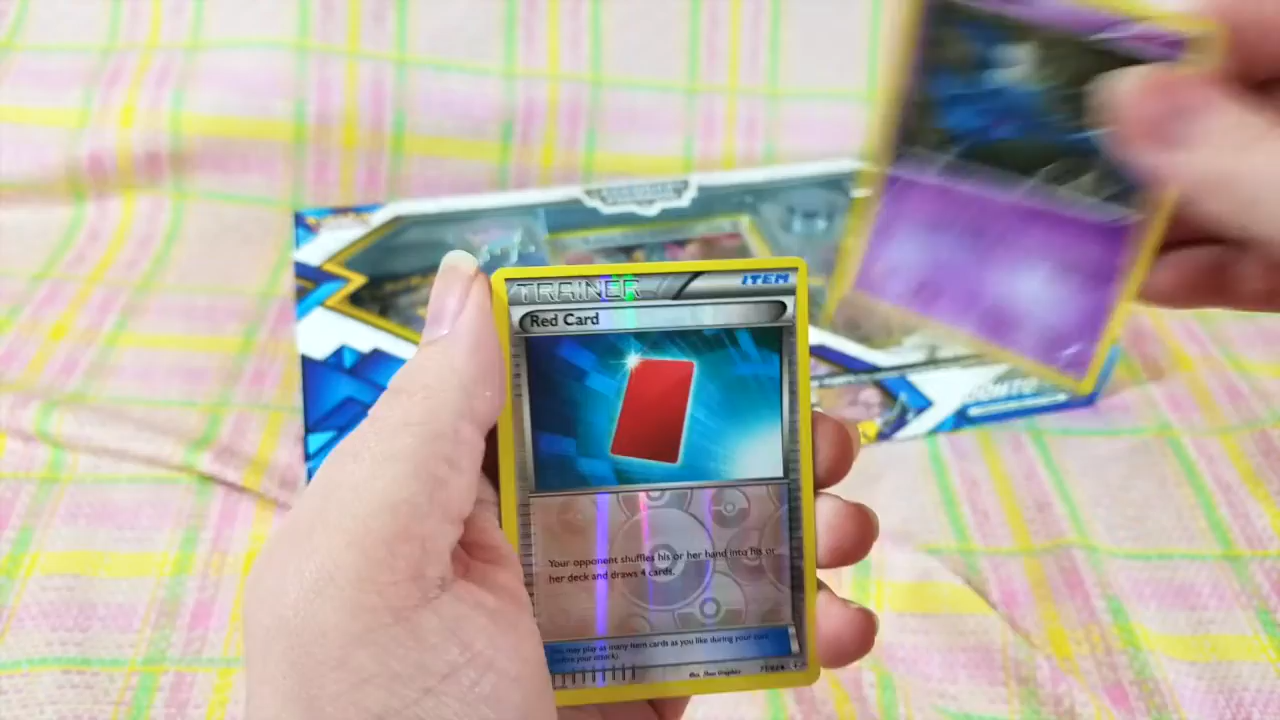 TRAINER
ITEM
Red Card
Your opponent shuffles his or her hand into his or
her deck and draws 4 cards.
You may play as many item cards as you like during your turn
(before your attack).